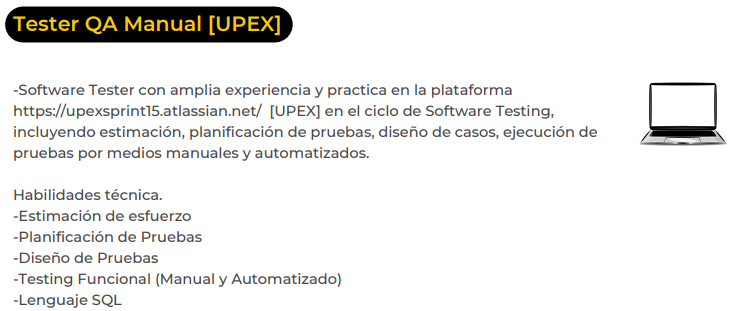 Tester QA Manual [UPEX]
-Software Tester con amplia experiencia y practica en la plataforma
https://upexsprint15.atlassian.net/ [UPEX] en el ciclo de Software Testing,
incluyendo estimación, planificación de pruebas, diseño de casos, ejecución de
pruebas por medios manuales y automatizados.
Habilidades técnica.
-Estimación de esfuerzo
-Planificación de Pruebas
-Diseño de Pruebas
-Testing Funcional (Manual y Automatizado)
-Lenguaje SQL